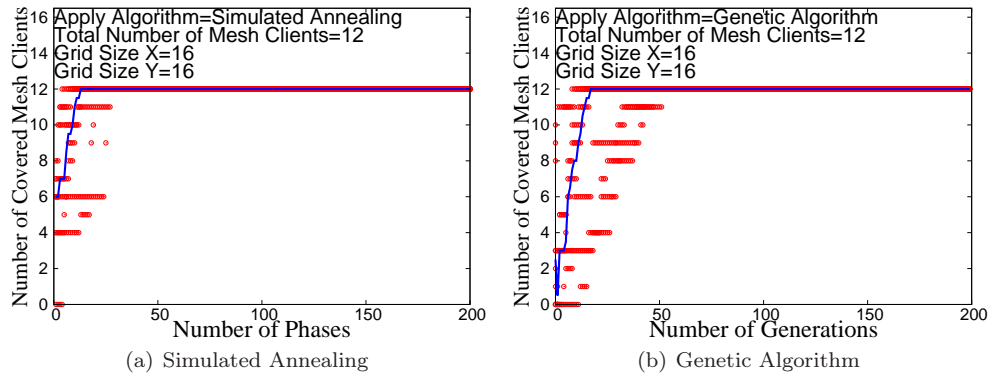 Apply Algorithm=Simulated Annealing
Total Number of Mesh Clients=12
Grid Size X=16
Grid Size Y=16
Number of Covered Mesh Clients
16
14
12
10
8
6
4
2
0
0
50
100
150
200
Number of Phases
(a) Simulated Annealing
Apply Algorithm=Genetic Algorithm
Total Number of Mesh Clients=12
Grid Size X=16
Grid Size Y=16
Number of Covered Mesh Clients
16
14
12
10
8
6
4
2
0
0
50
100
150
200
Number of Generations
(b) Genetic Algorithm